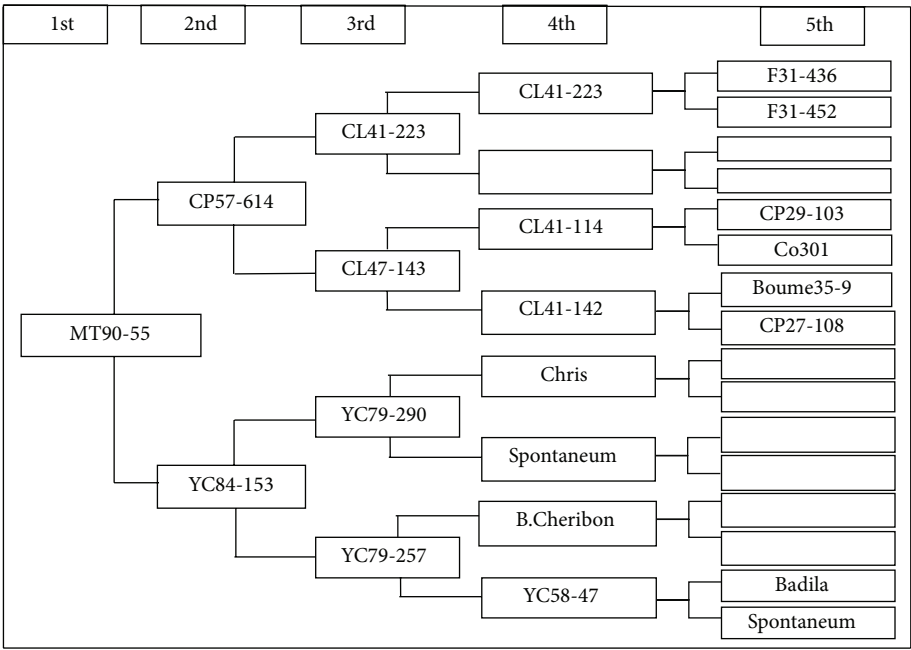 1st
2nd
3rd
4th
5th
F31-436
CL41-223
F31-452
CL41-223
CP57-614
CP29-103
CL41-114
Co301
CL47-143
Boume35-9
CL41-142
CP27-108
MT90-55
Chris
YC79-290
Spontaneum
YC84-153
B.Cheribon
YC79-257
Badila
YC58-47
Spontaneum